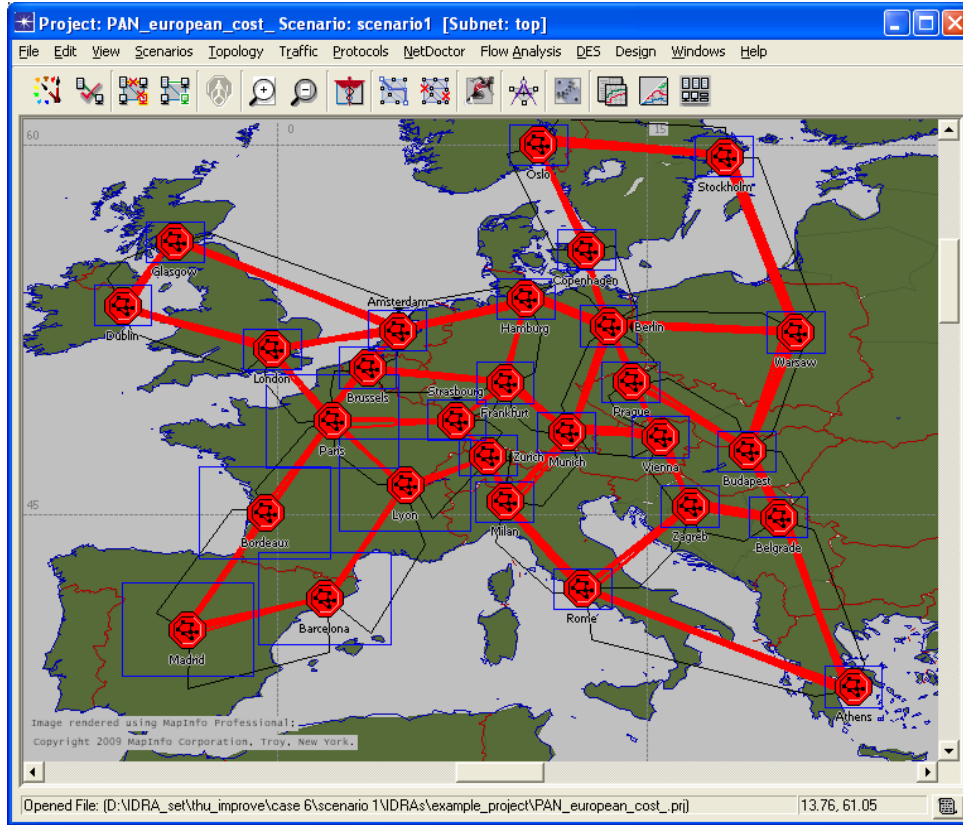 Project: PAN_european_cost_ Scenario: scenario1 [Subnet: top]
File Edit View Scenarios Topology Traffic Protocols NetDoctor Flow Analysis DES Design Windows Help
60
0
15
Oslo
Stockholm
Glasgow
Copenhagen
Amsterdam
Hamburg
Berlin
Dublin
Warsaw
London
Brussels
Strasbourg
Frankfurt
Prague
Paris
Zurich
Munich
Vienna
Budapest
45
Lyon
Milan
Zagreb
Bordeaux
Belgrade
Rome
Barcelona
Madrid
Athens
Image rendered using MapInfo Professional;
Copyright 2009 MapInfo Corporation, Troy, New York.
Opened File: (D:\IDRA_set\thu_improve\case 6\scenario 1\IDRAs\example_project\PAN_european_cost_.prj)
13.76, 61.05